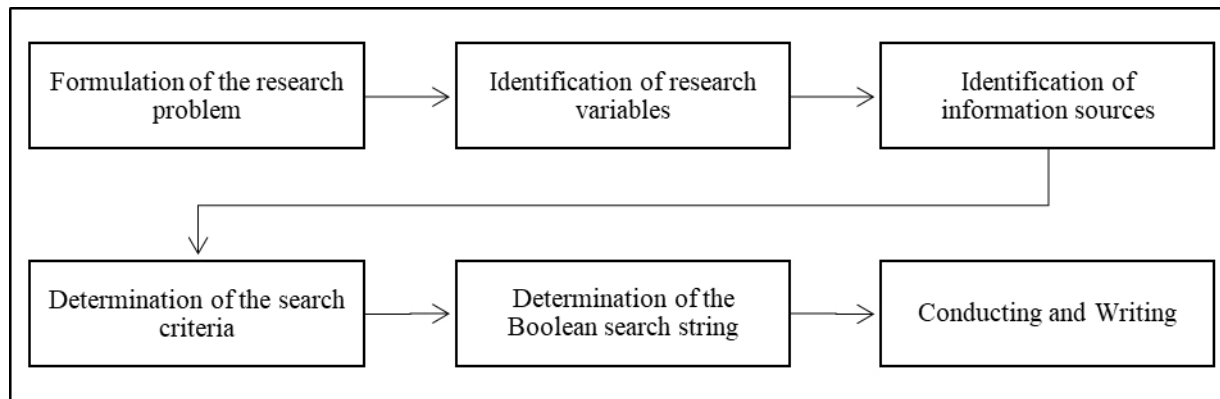 Formulation of the research
problem
Identification of research
variables
Identification of
information sources
Determination of the search
criteria
Determination of the
Boolean search string
Conducting and Writing